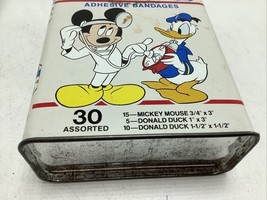 ADHESIVE BANDAGES
30
ASSORTED
15—MICKEY MOUSE 3/4" x 3"
5—DONALD DUCK 1" x 3"
10—DONALD DUCK 1-1/2" x 1-1/2"